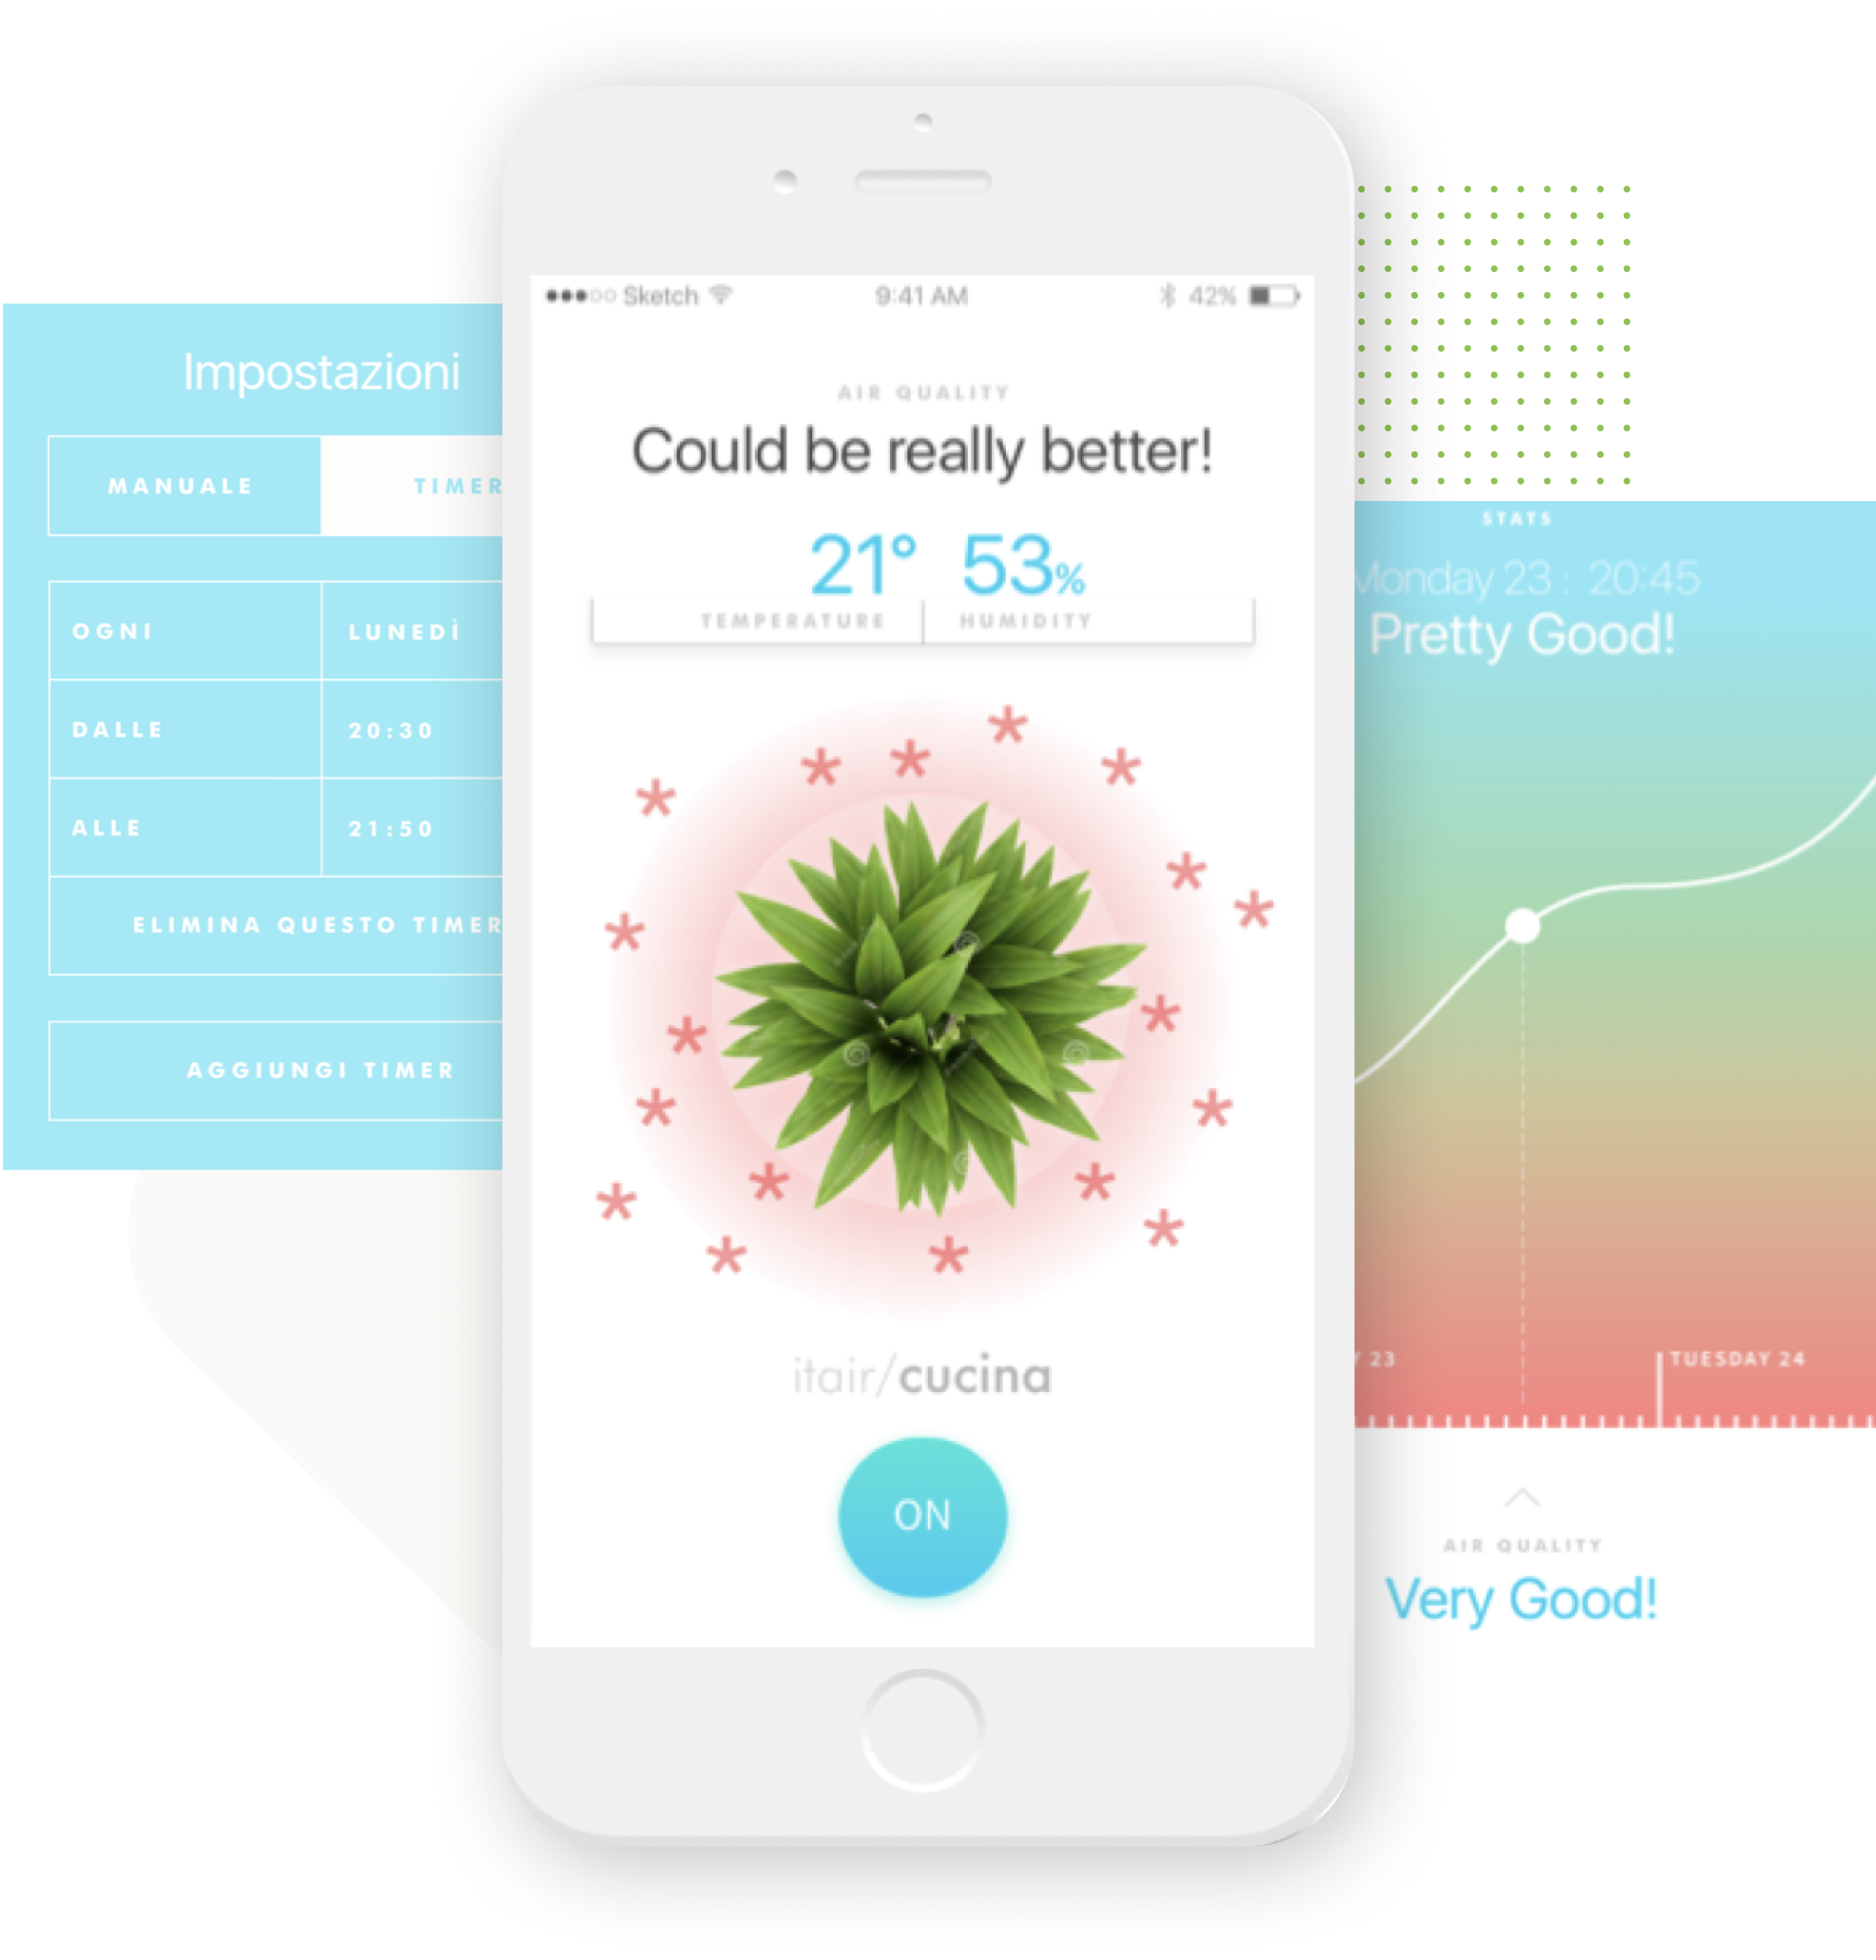 Impostazioni
MANUALE TIMER
OGNI LUNEDÌ
DALLE 20:30
ALLE 21:50
ELIMINA QUESTO TIMER
AGGIUNGI TIMER
Sketch 9:41 AM 42%
AIR QUALITY
Could be really better!
21° 53%
TEMPERATURE HUMIDITY
itair/cucina
ON
STATS
Monday 23 : 20:45
Pretty Good!
23 TUESDAY 24
AIR QUALITY
Very Good!